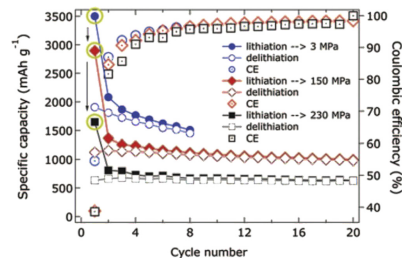 3500
3000
2500
2000
1500
1000
500
0
Specific capacity (mAh g⁻¹)
100
90
80
70
60
50
40
Coulombic efficiency (%)
lithiation --> 3 MPa
delithiation
CE
lithiation --> 150 MPa
delithiation
CE
lithiation --> 230 MPa
delithiation
CE
0 4 8 12 16 20
Cycle number